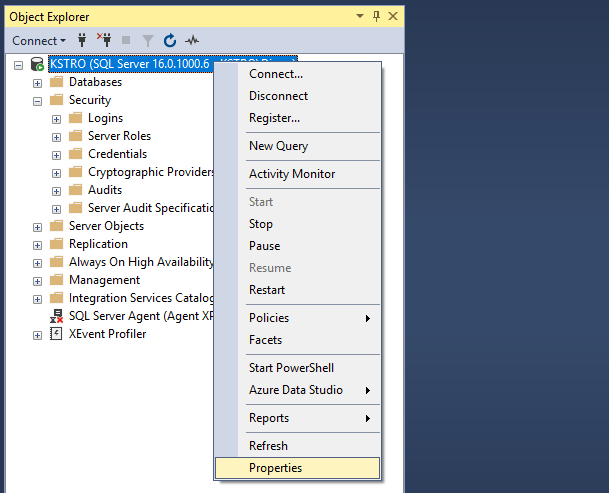 Object Explorer
Connect
KSTRO (SQL Server 16.0.1000.6
Databases
Security
Logins
Server Roles
Credentials
Cryptographic Providers
Audits
Server Audit Specificatio
Server Objects
Replication
Always On High Availability
Management
Integration Services Catalog
SQL Server Agent (Agent XP
XEvent Profiler
Connect...
Disconnect
Register...
New Query
Activity Monitor
Start
Stop
Pause
Resume
Restart
Policies
Facets
Start PowerShell
Azure Data Studio
Reports
Refresh
Properties